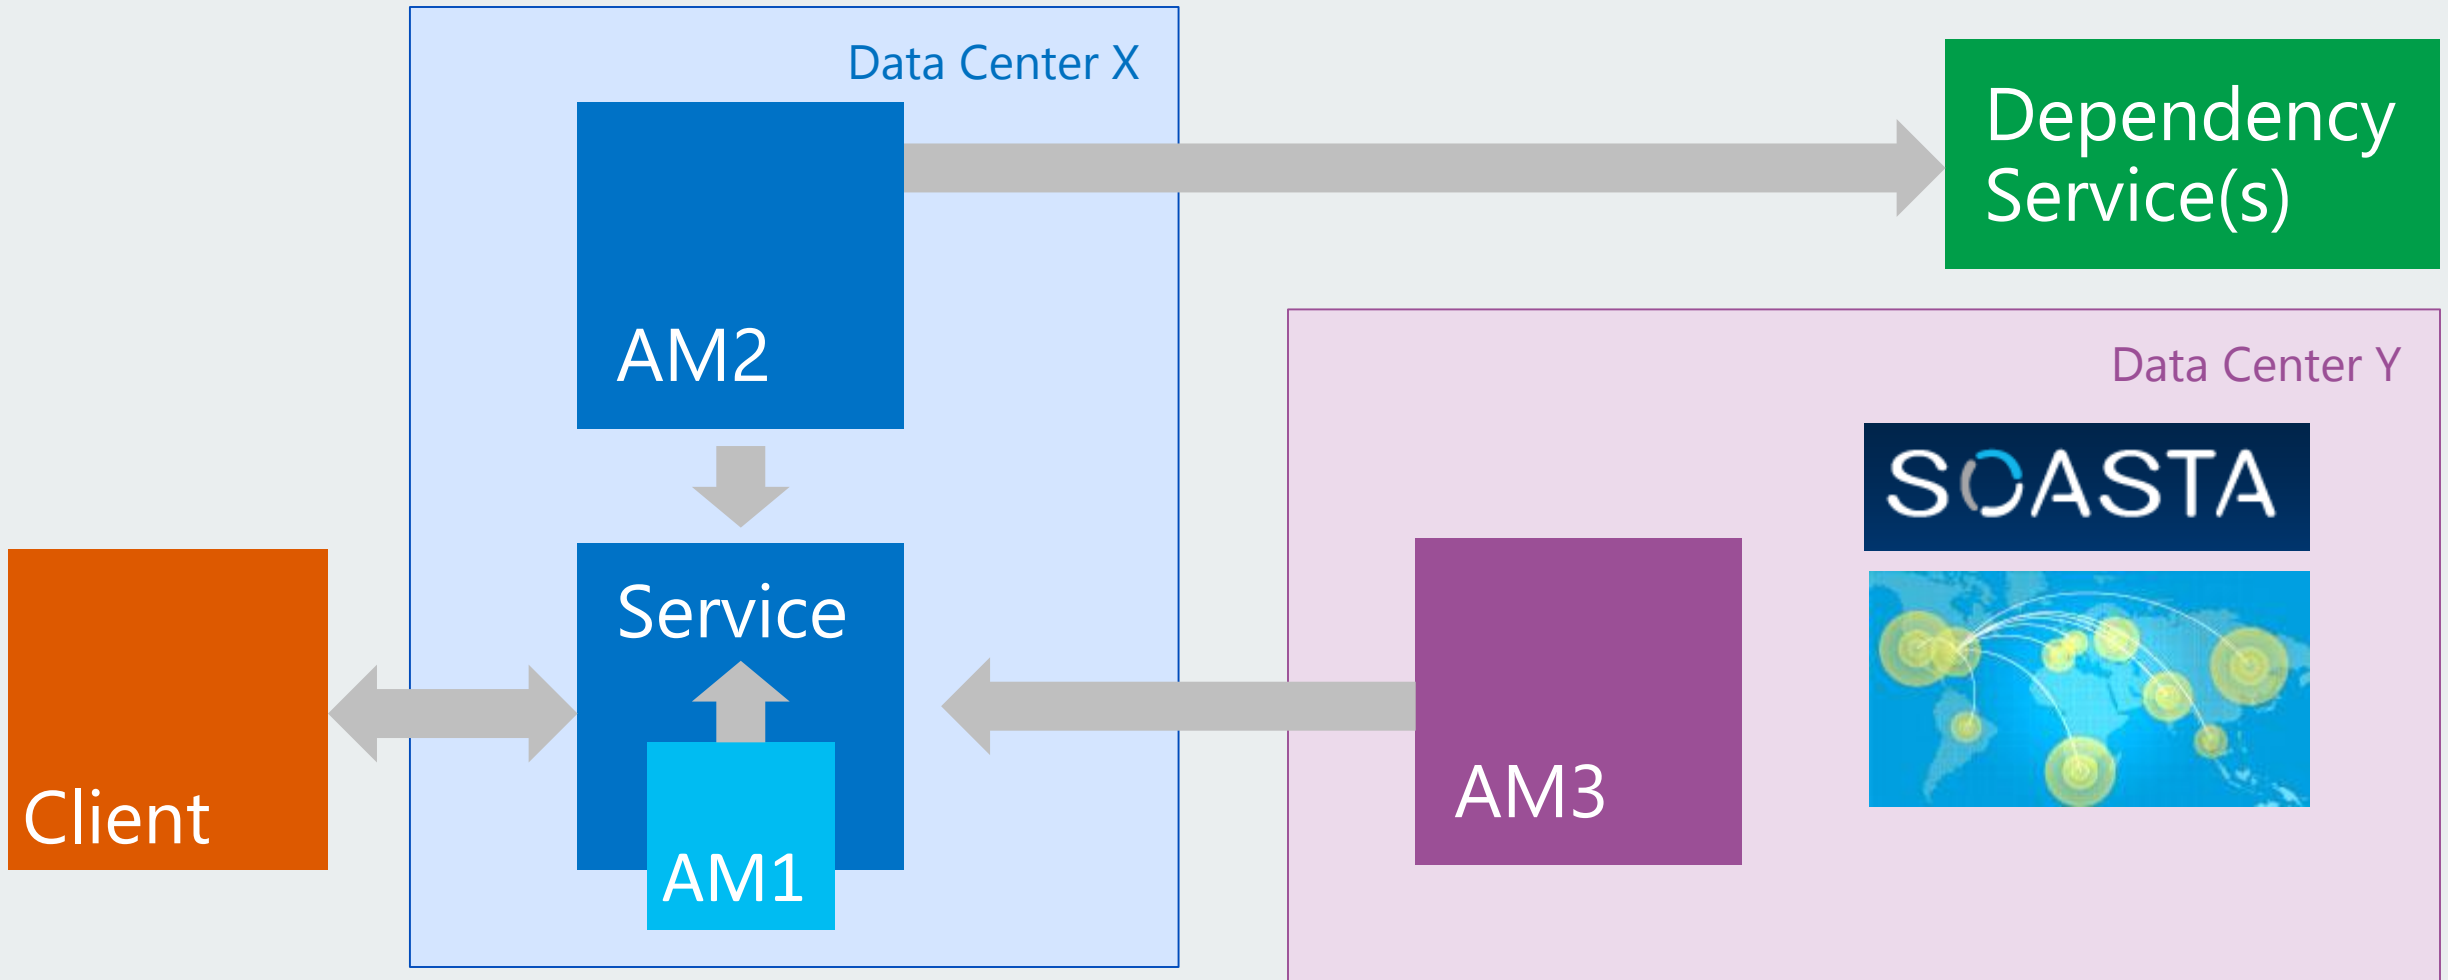 Data Center X
Dependency
Service(s)
AM2
Data Center Y
SOASTA
Service
Client
AM3
AM1